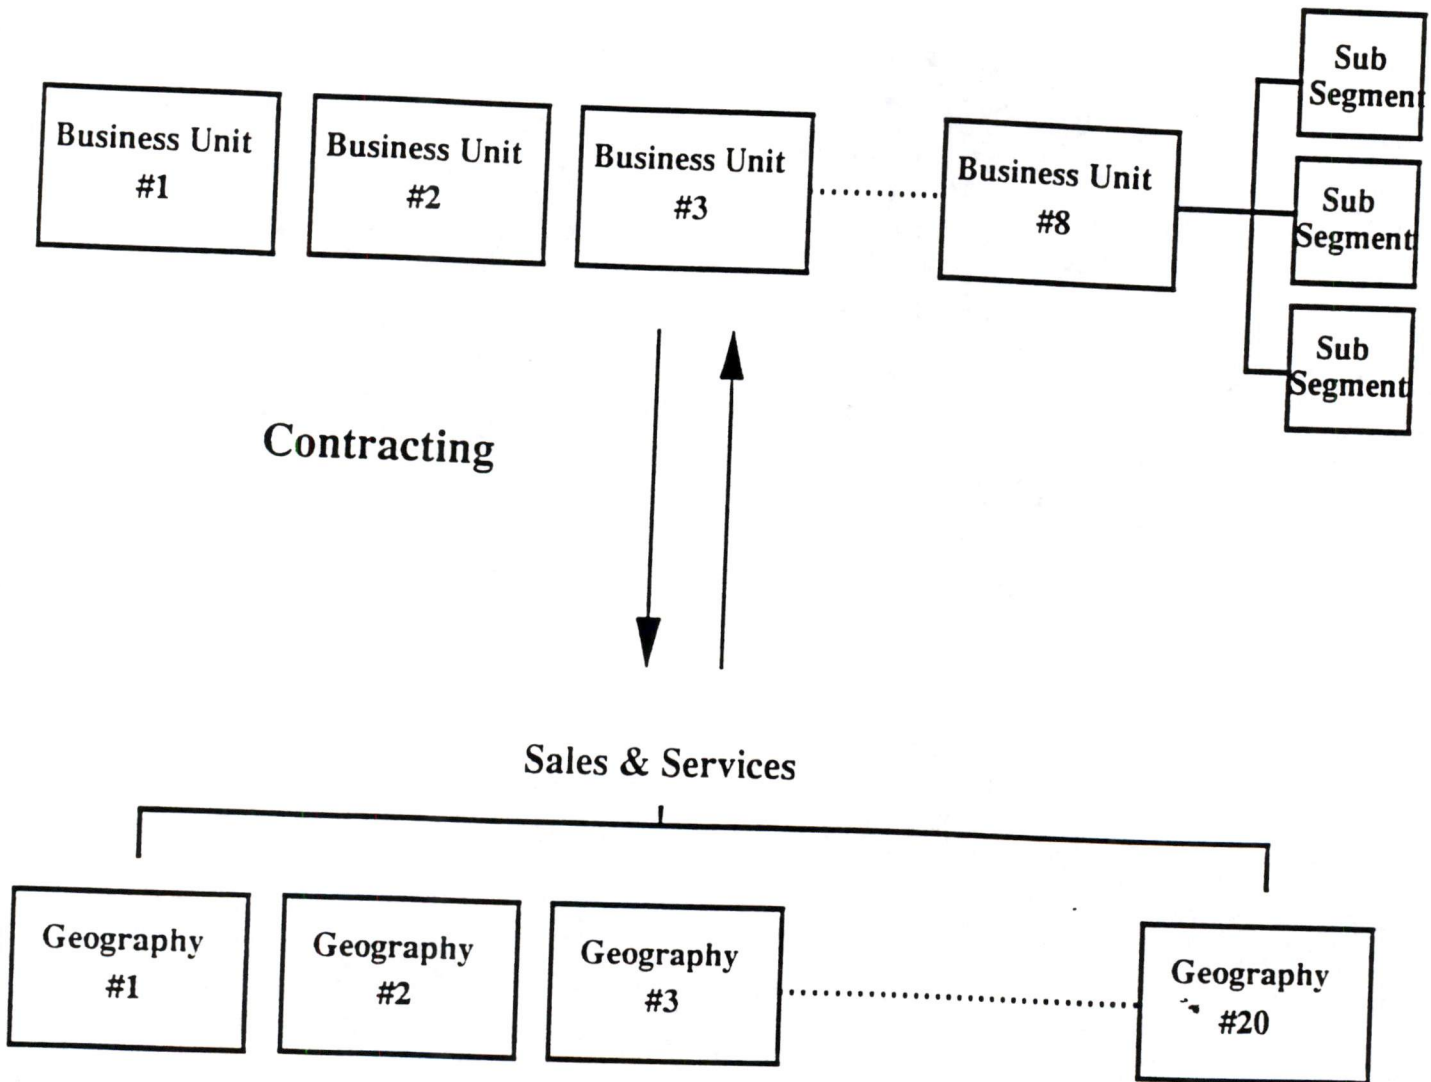 Business Unit
#1
Business Unit
#2
Business Unit
#3
Business Unit
#8
Sub
Segment
Sub
Segment
Sub
Segment
Contracting
Sales & Services
Geography
#1
Geography
#2
Geography
#3
Geography
#20